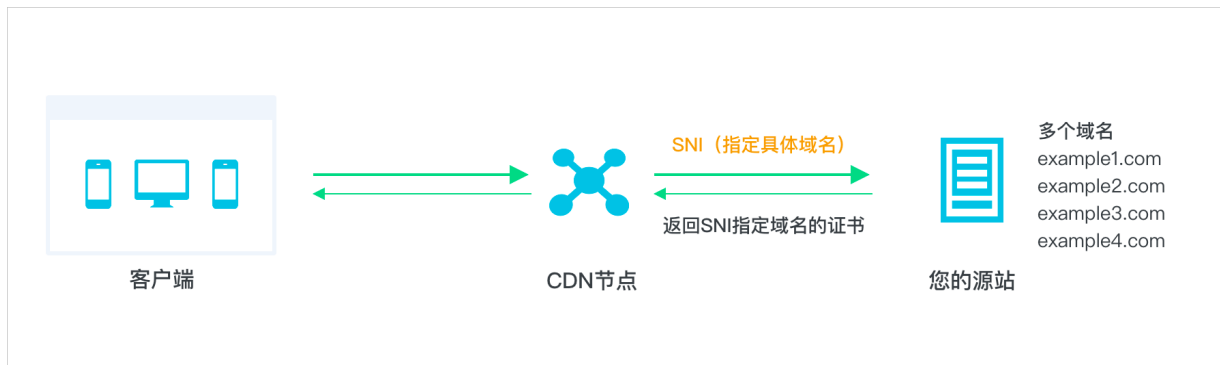 SNI（指定具体域名）
返回SNI指定域名的证书
多个域名
example1.com
example2.com
example3.com
example4.com
客户端
CDN节点
您的源站